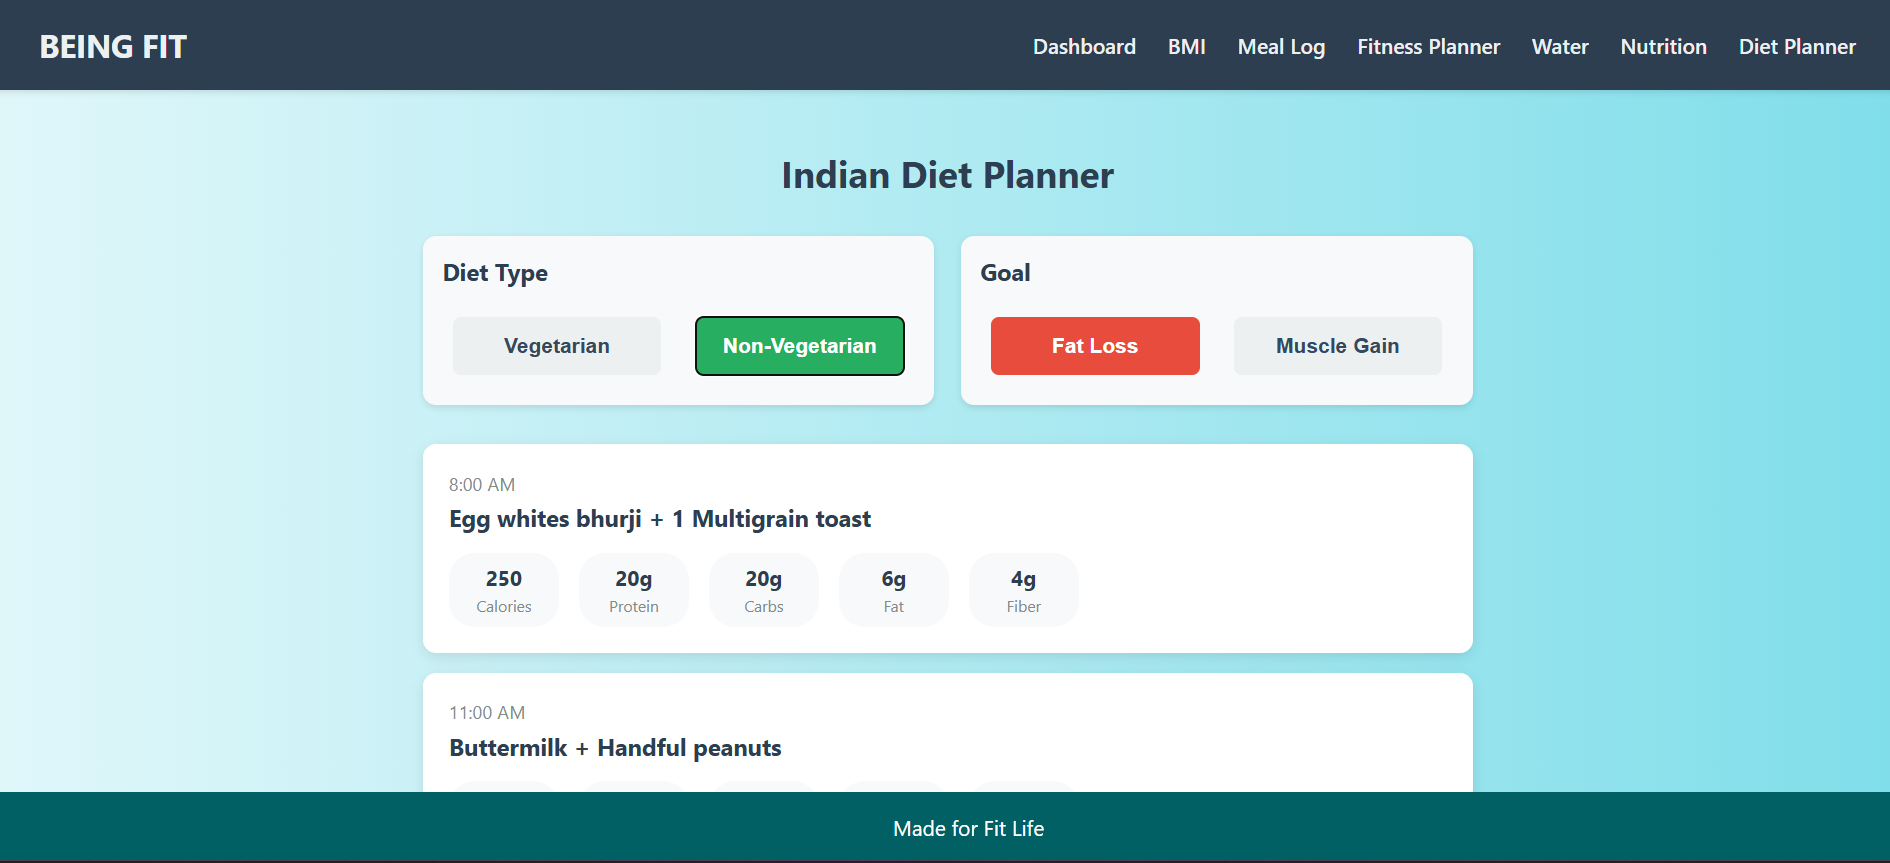 BEING FIT
Dashboard BMI Meal Log Fitness Planner Water Nutrition Diet Planner
Indian Diet Planner
Diet Type
Vegetarian Non-Vegetarian
Goal
Fat Loss Muscle Gain
8:00 AM
Egg whites bhurji + 1 Multigrain toast
250 20g 20g 6g 4g
Calories Protein Carbs Fat Fiber
11:00 AM
Buttermilk + Handful peanuts
Made for Fit Life